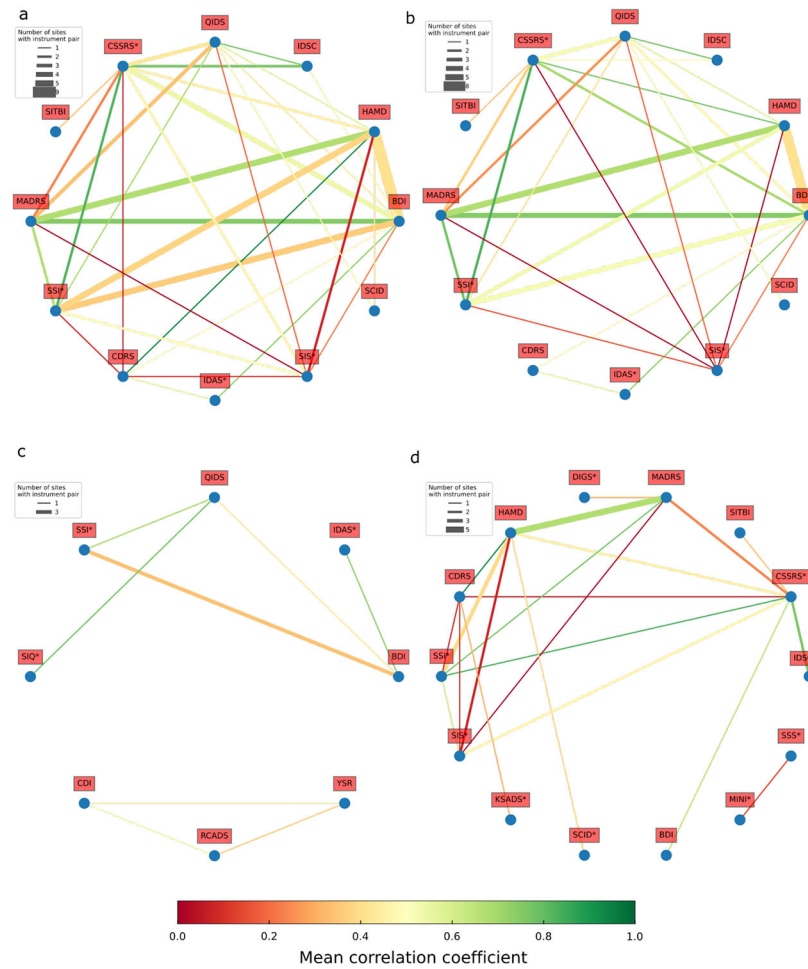 a
Number of sites
with instrument pair
1
2
3
4
5
9
QIDS
CSSRS*
IDSC
SITBI
HAMD
MADRS
BDI
SSI*
SCID
CDRS
SIS*
IDAS*
b
Number of sites
with instrument pair
1
2
3
4
5
8
QIDS
CSSRS*
IDSC
SITBI
HAMD
MADRS
BD
SSI*
SCID
CDRS
SIS*
IDAS*
c
Number of sites
with instrument pair
1
3
QIDS
SSI*
IDAS*
SIQ*
BDI
CDI
YSR
RCADS
d
Number of sites
with instrument pair
1
2
3
5
DIGS*
MADRS
HAMD
SITBI
CDRS
CSSRS*
SSI*
IDS
SIS*
SSS*
KSADS*
MINI*
SCID*
BDI
0.0 0.2 0.4 0.6 0.8 1.0
Mean correlation coefficient